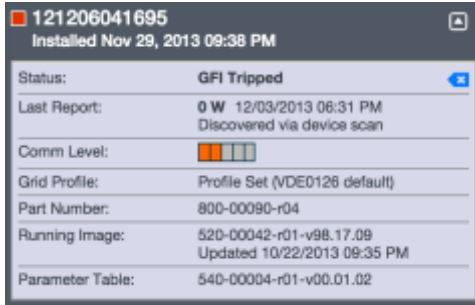 121206041695
Installed Nov 29, 2013 09:38 PM
Status: GFI Tripped
Last Report: 0 W 12/03/2013 06:31 PM
Discovered via device scan
Comm Level:
Grid Profile: Profile Set (VDE0126 default)
Part Number: 800-00090-r04
Running Image: 520-00042-r01-v98.17.09
Updated 10/22/2013 09:35 PM
Parameter Table: 540-00004-r01-v00.01.02